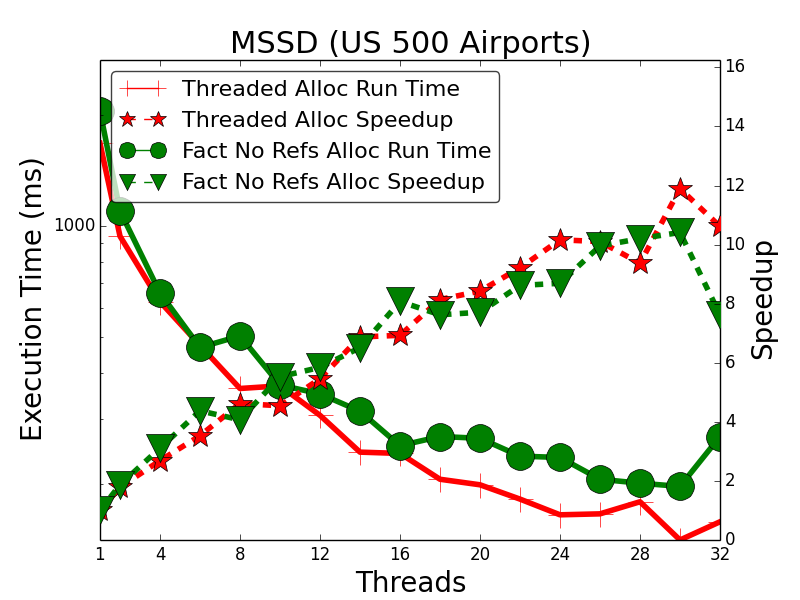 MSSD (US 500 Airports)
Threaded Alloc Run Time
Threaded Alloc Speedup
Fact No Refs Alloc Run Time
Fact No Refs Alloc Speedup
Execution Time (ms)
1000
Speedup
16
14
12
10
8
6
4
2
0
1 4 8 12 16 20 24 28 32
Threads